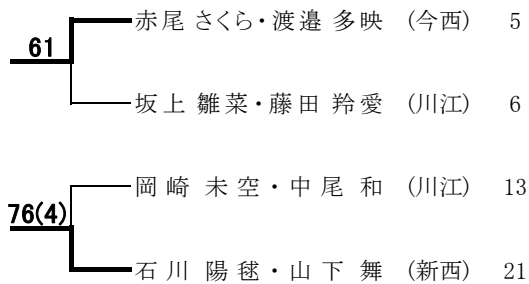 赤尾 さくら・渡邉 多映 (今西) 5
61
坂上 雛菜・藤田 羚愛 (川江) 6
岡崎 未空・中尾 和 (川江) 13
76(4)
石川 陽毬・山下 舞 (新西) 21